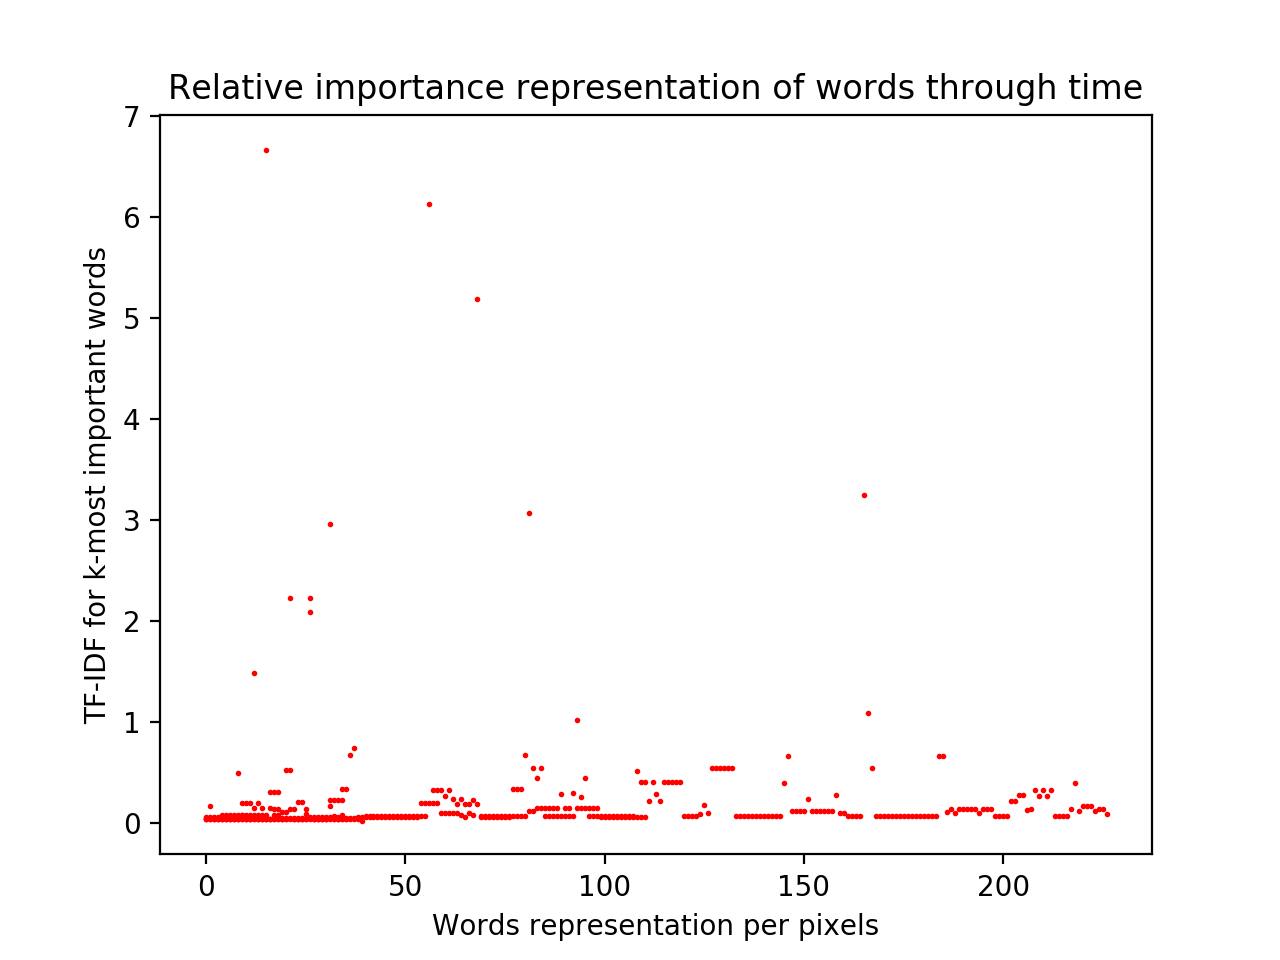 Relative importance representation of words through time
7
6
5
4
3
2
1
0
TF-IDF for k-most important words
0 50 100 150 200
Words representation per pixels